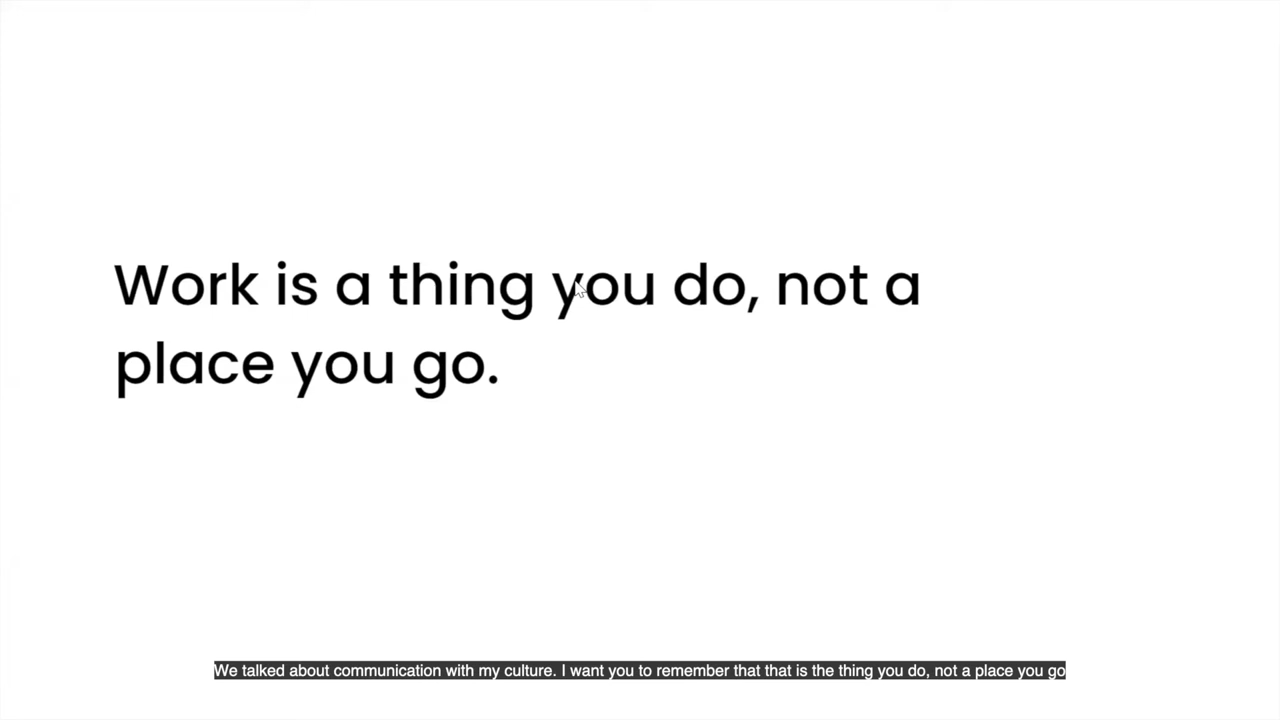 Work is a thing you do, not a
place you go.
We talked about communication with my culture. I want you to remember that that is the thing you do, not a place you go